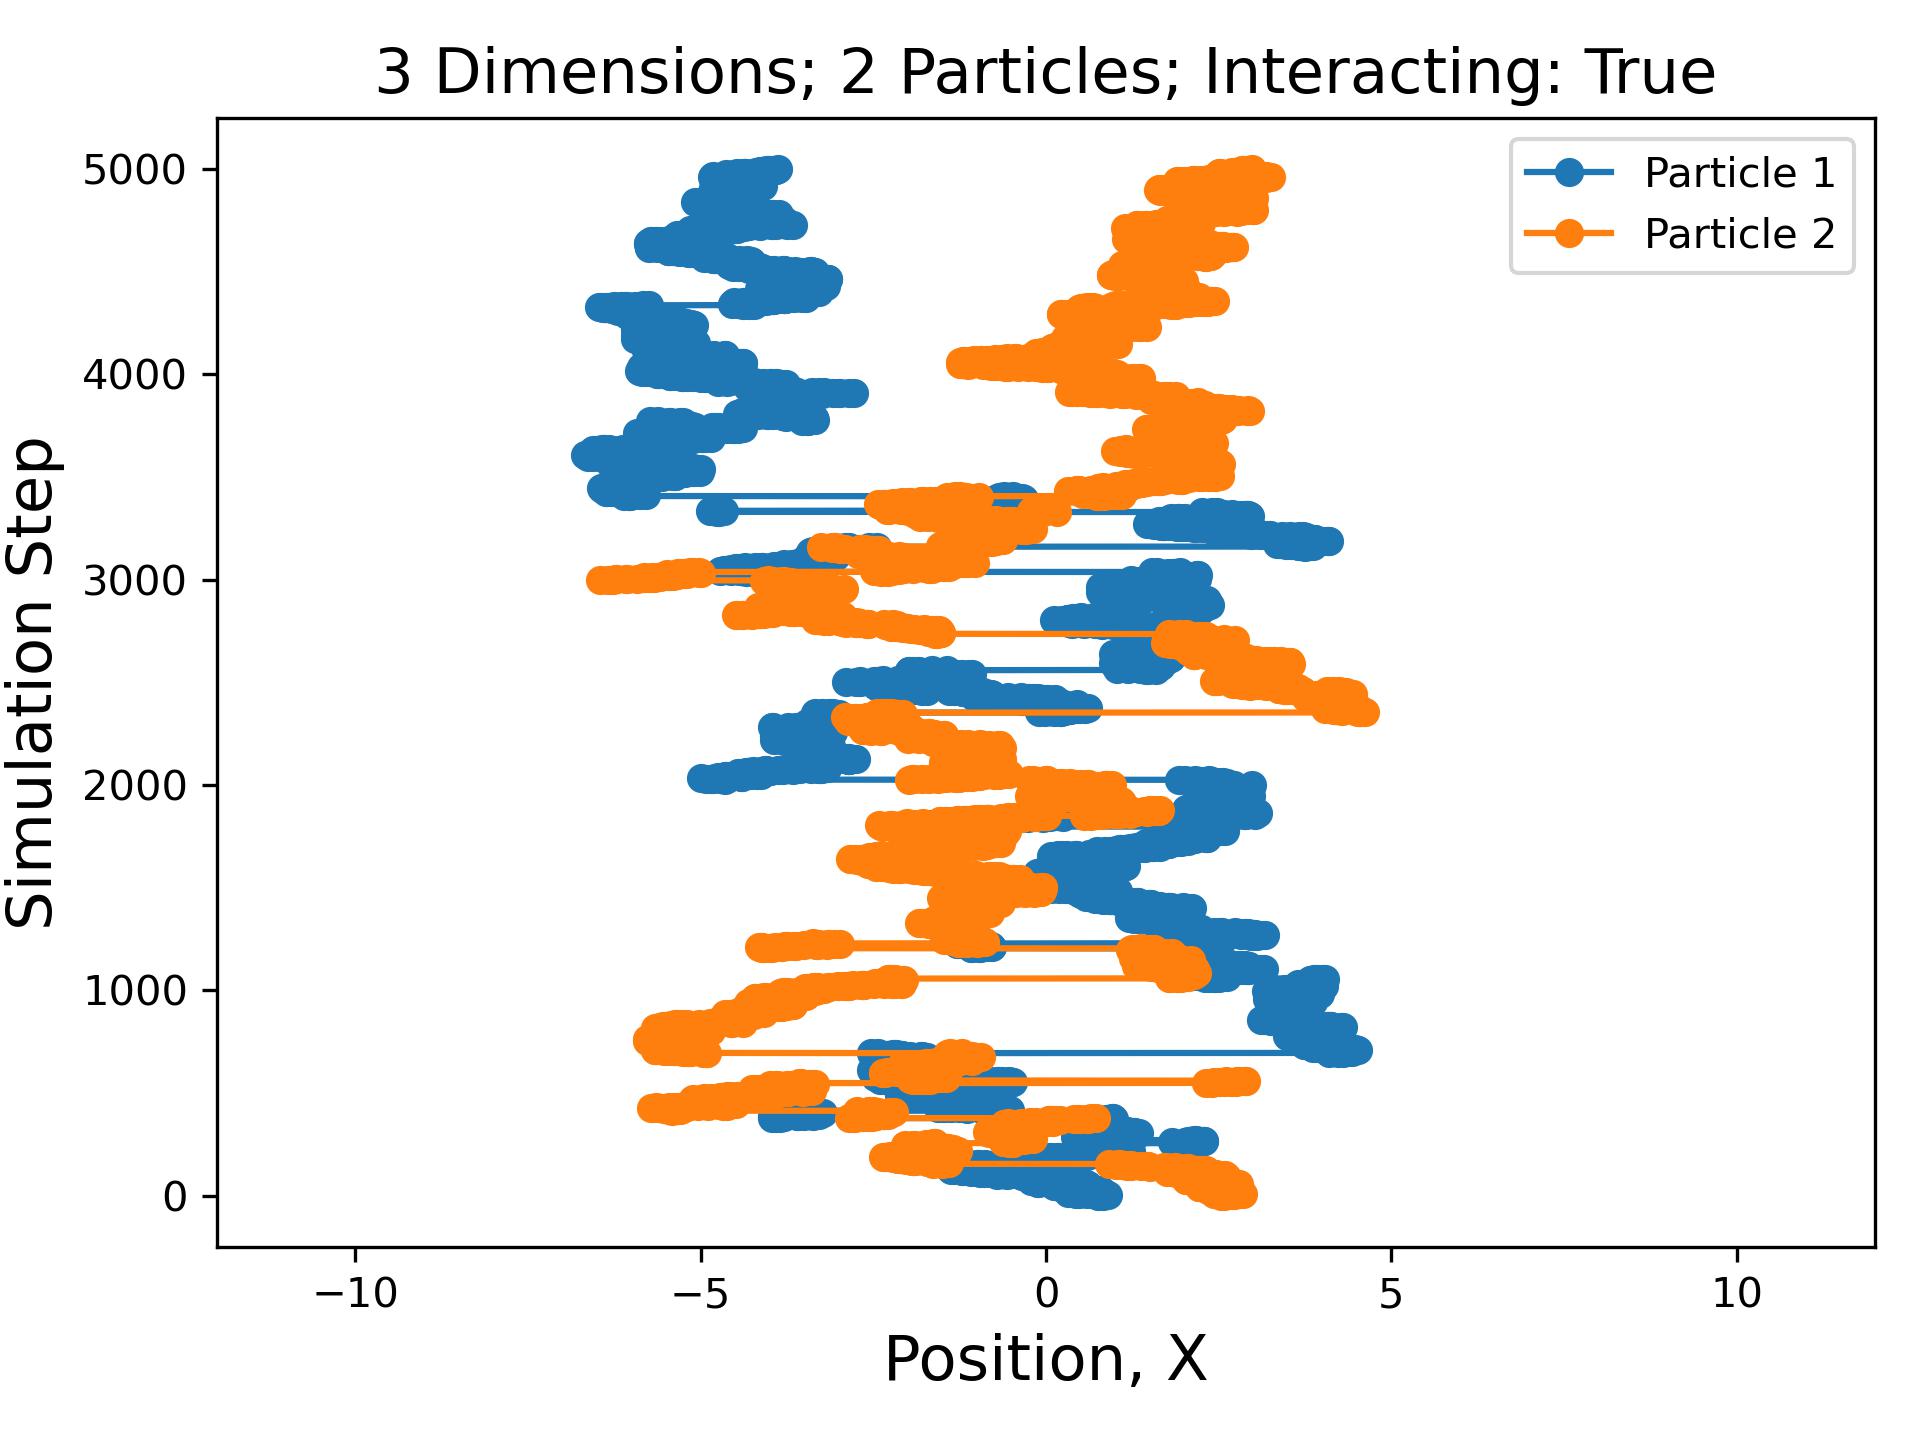 3 Dimensions; 2 Particles; Interacting: True
Particle 1
Particle 2
Simulation Step
5000
4000
3000
2000
1000
0
−10
−5
0
5
10
Position, X